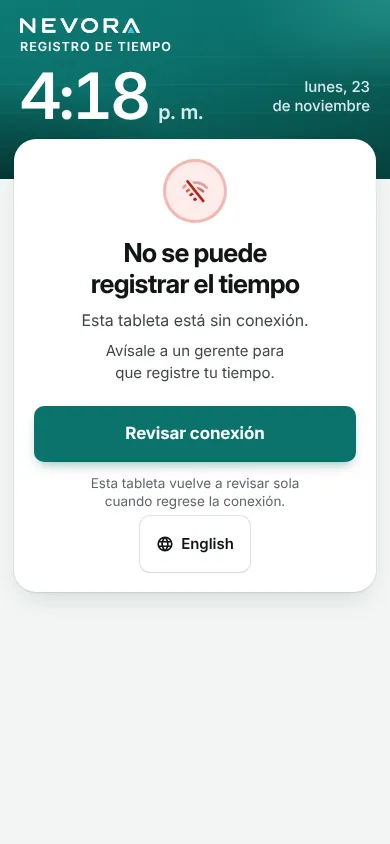 NEVORA
REGISTRO DE TIEMPO
4:18 p. m.
lunes, 23
de noviembre
No se puede
registrar el tiempo
Esta tableta está sin conexión.
Avísale a un gerente para
que registre tu tiempo.
Revisar conexión
Esta tableta vuelve a revisar sola
cuando regrese la conexión.
English